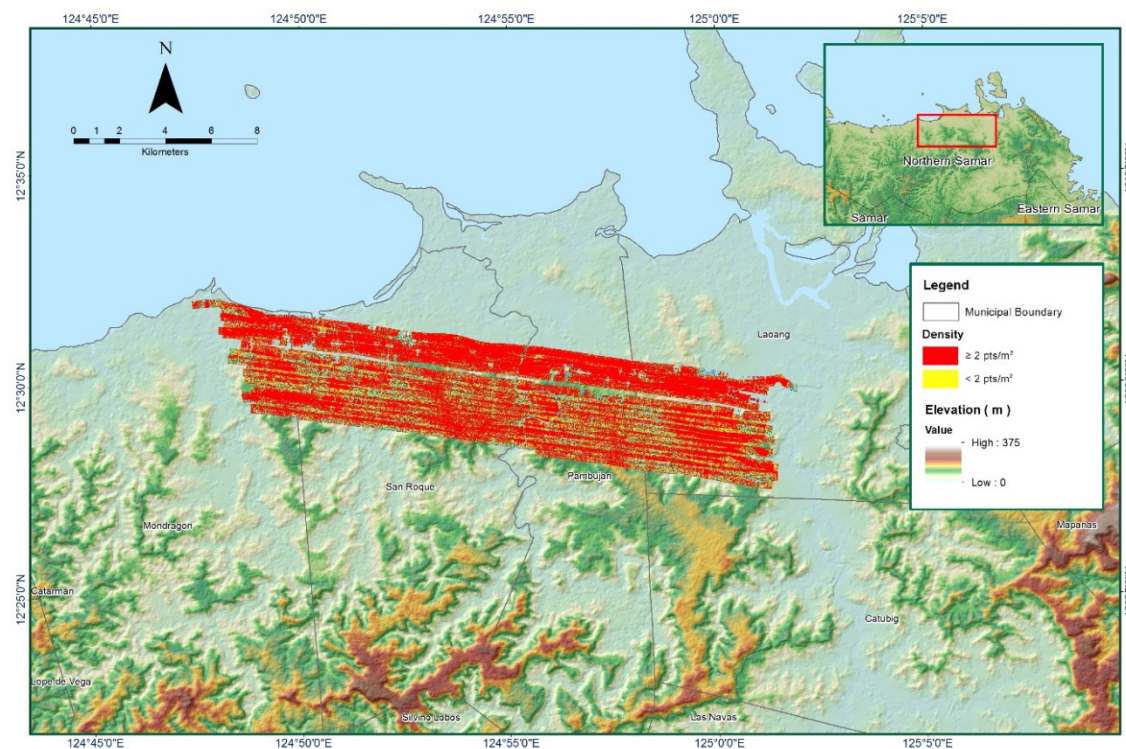 124°45'0"E 124°50'0"E 124°55'0"E 125°0'0"E 125°5'0"E
N
0 1 2 4 6 8
Kilometers
12°35'0"N
12°30'0"N
12°25'0"N
Northern Samar
Samar
Eastern Samar
Legend
Municipal Boundary
Density
≥ 2 pts/m²
< 2 pts/m²
Elevation ( m )
Value
High : 375
Low : 0
Laoang
Pambujan
San Roque
Mondragon
Mapanas
Catarman
Catubig
Lope de Vega
Silvino Lobos
Las Navas
124°45'0"E 124°50'0"E 124°55'0"E 125°0'0"E 125°5'0"E